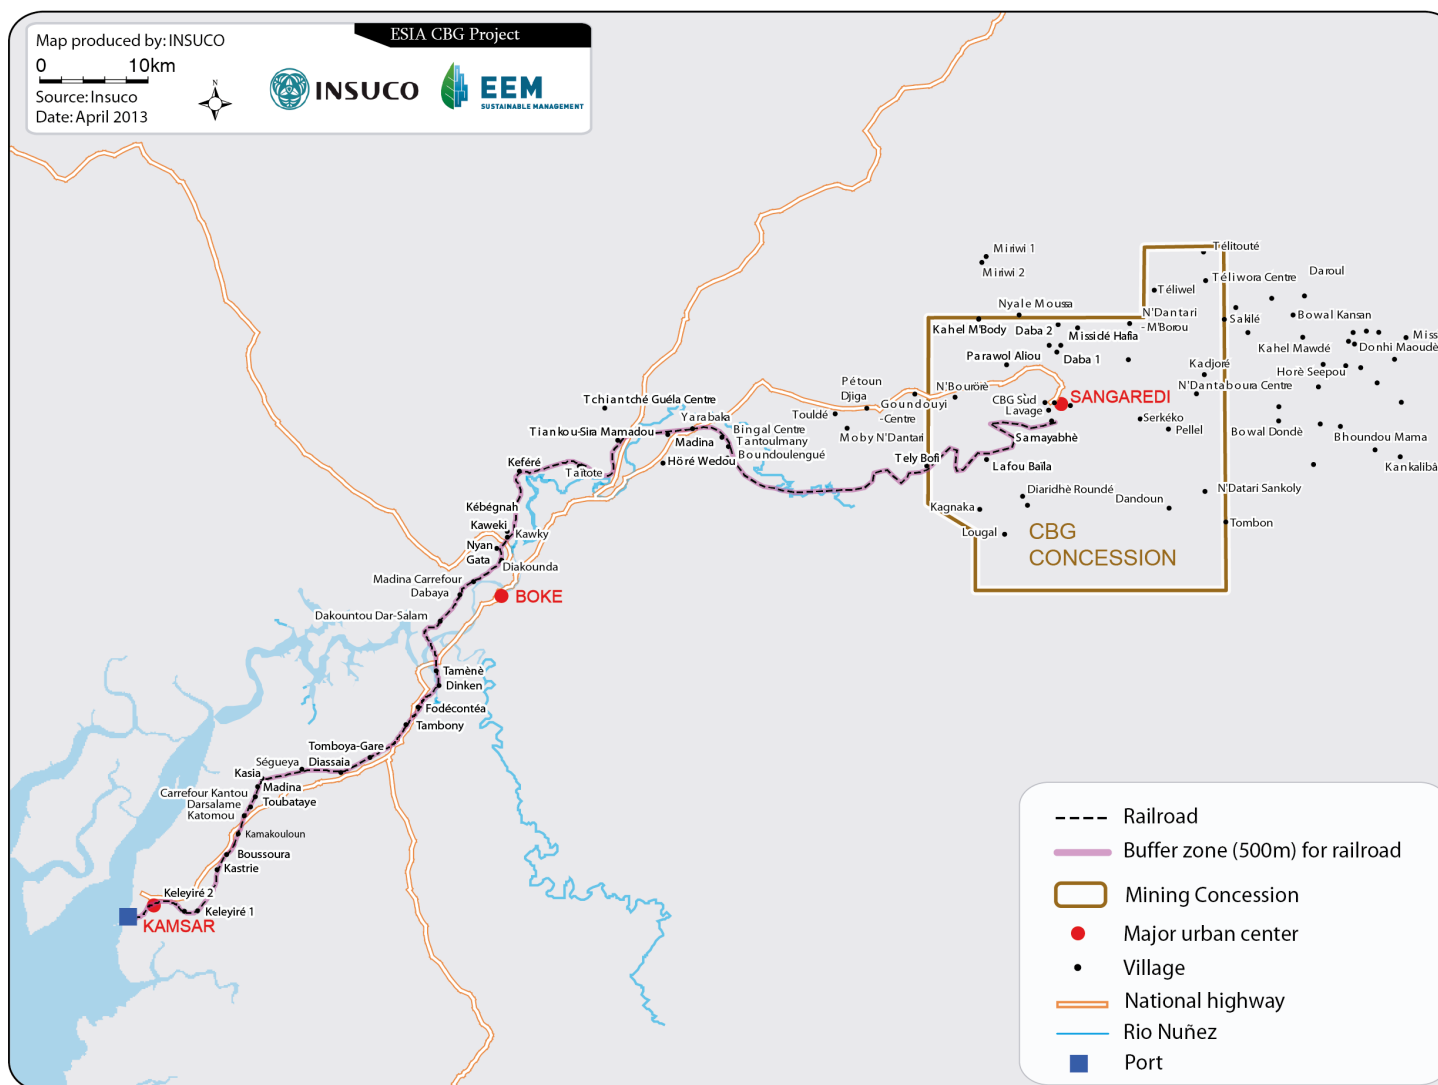 ESIA CBG Project
Map produced by: INSUCO
0 10km
Source: Insuco
Date: April 2013
N
INSUCO
EEM
SUSTAINABLE MANAGEMENT
Miriwi 1
Miriwi 2
Télitouté
Téliwora Centre
Daroul
Téliwel
Nyale Moussa
N'Dantari
- M'Borou
Sakilé
Bowal Kansan
Kahel M'Body
Daba 2
Missidé Hafia
Miss
Kahel Mawdé
Donhi Maoudè
Parawol Aliou
Daba 1
Kadjoré
Horè Seepou
N'Bouröré
N'Dantaboura Centre
Pétoun
Djiga
Tchiantché Guéla Centre
Goundouyi
-Centre
CBG Sùd
Lavage
SANGAREDI
Touldé
Yarabaka
Serkéko
Pellel
Bowal Dondè
Bhoundou Mama
Tiankou-Sira Mamadou
Madina
Bingal Centre
Tantoulmany
Boundoulengué
Moby N'Dantari
Samayabhè
Keféré
Taïtote
Höré Wedou
Tely Bofi
Lafou Baïla
Kankalibâ
Kébégnah
Kagnaka
Diaridhè Roundé
Dandoun
N'Datari Sankoly
Kaweki
Kawky
Lougal
CBG
CONCESSION
Tombon
Nyan
Gata
Diakounda
Madina Carrefour
Dabaya
BOKE
Dakountou Dar-Salam
Tamènè
Dinken
Fodécontéa
Tambony
Tomboya-Gare
Ségueya
Diassaia
Kasia
Madina
Carrefour Kantou
Darsalame
Toubataye
Katomou
Kamakouloun
Boussoura
Kastrie
Keleyiré 2
Keleyiré 1
KAMSAR
Railroad
Buffer zone (500m) for railroad
Mining Concession
Major urban center
Village
National highway
Rio Nuñez
Port